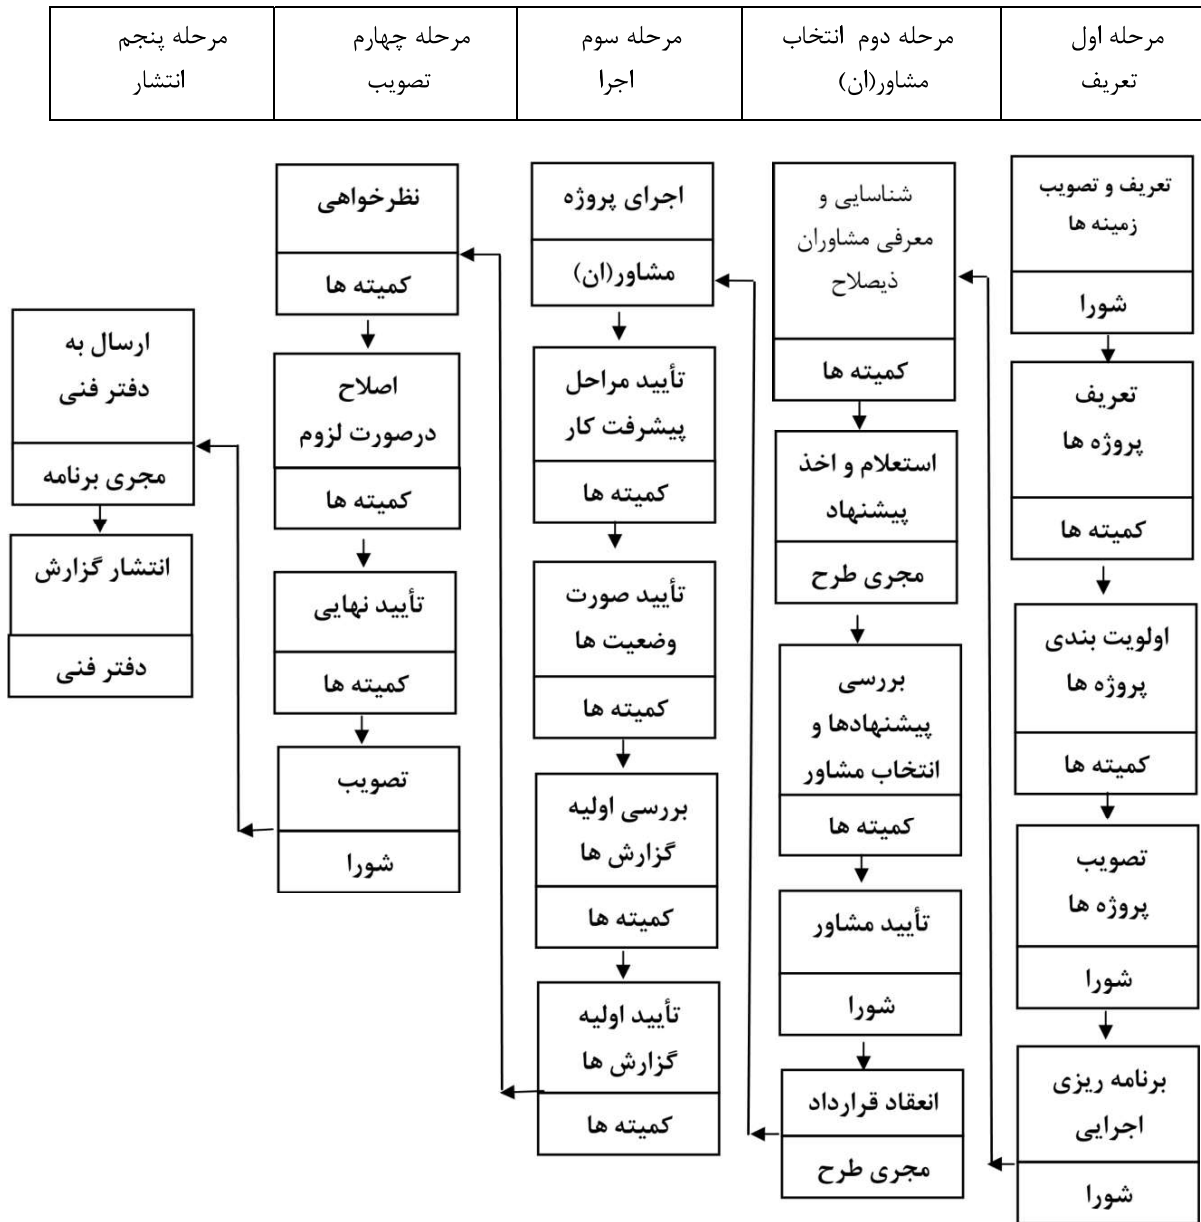 مرحله اول
تعریف
مرحله دوم انتخاب
مشاور(ان)
مرحله سوم
اجرا
مرحله چهارم
تصویب
مرحله پنجم
انتشار
تعریف و تصویب
زمینه ها
شورا
تعریف
پروژه ها
کمیته ها
اولویت بندی
پروژه ها
کمیته ها
تصویب
پروژه ها
شورا
برنامه ریزی
اجرایی
شورا
شناسایی و
معرفی مشاوران
ذیصلاح
کمیته ها
استعلام و اخذ
پیشنهاد
مجری طرح
بررسی
پیشنهادها و
انتخاب مشاور
کمیته ها
تأیید مشاور
شورا
انعقاد قرارداد
مجری طرح
اجرای پروژه
مشاور(ان)
تأیید مراحل
پیشرفت کار
کمیته ها
تأیید صورت
وضعیت ها
کمیته ها
بررسی اولیه
گزارش ها
کمیته ها
تأیید اولیه
گزارش ها
کمیته ها
نظرخواهی
کمیته ها
اصلاح
درصورت لزوم
کمیته ها
تأیید نهایی
کمیته ها
تصویب
شورا
ارسال به
دفتر فنی
مجری برنامه
انتشار گزارش
دفتر فنی